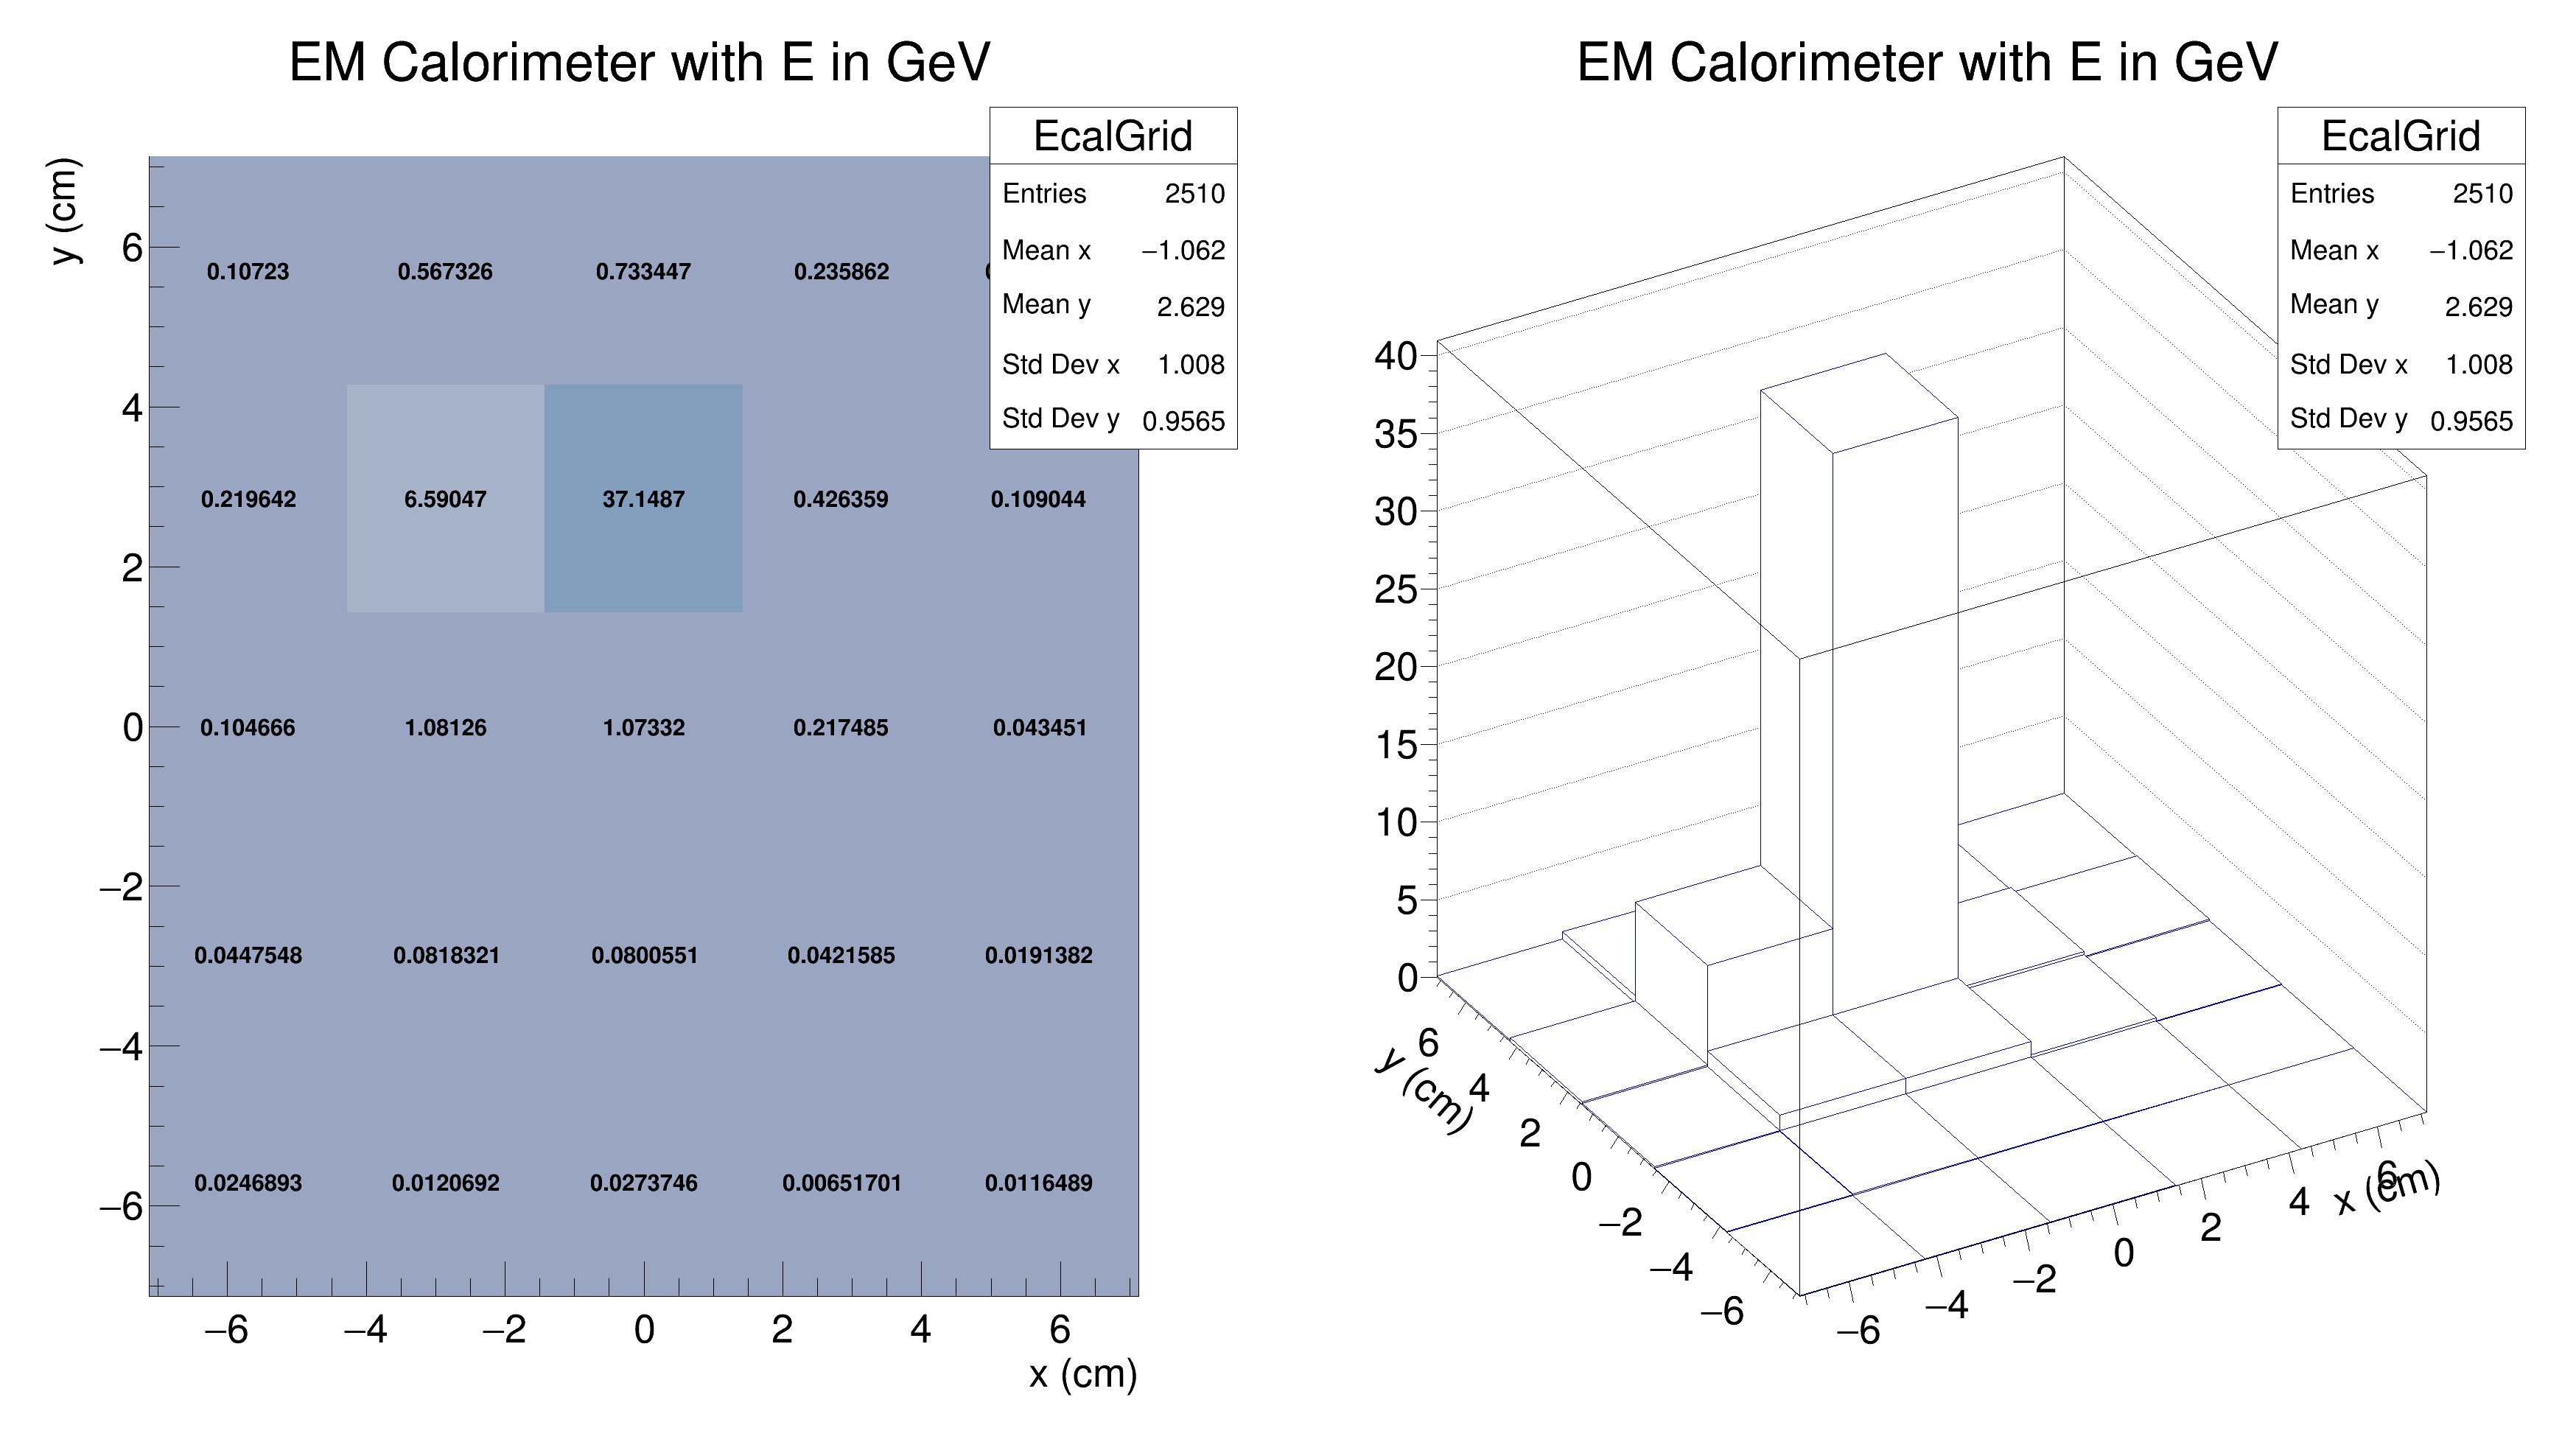 EM Calorimeter with E in GeV
EcalGrid
Entries 2510
Mean x −1.062
Mean y 2.629
Std Dev x 1.008
Std Dev y 0.9565
y (cm)
6
4
2
0
−2
−4
−6
0.10723 0.567326 0.733447 0.235862
0.219642 6.59047 37.1487 0.426359 0.109044
0.104666 1.08126 1.07332 0.217485 0.043451
0.0447548 0.0818321 0.0800551 0.0421585 0.0191382
0.0246893 0.0120692 0.0273746 0.00651701 0.0116489
−6 −4 −2 0 2 4 6
x (cm)
EM Calorimeter with E in GeV
EcalGrid
Entries 2510
Mean x −1.062
Mean y 2.629
Std Dev x 1.008
Std Dev y 0.9565
40
35
30
25
20
15
10
5
0
6
4
2
0
−2
−4
−6
y (cm)
−6 −4 −2 0 2 4 6
x (cm)